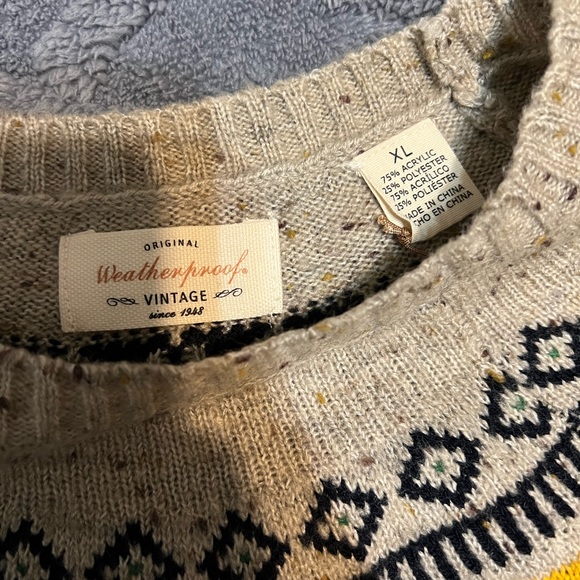 ORIGINAL
Weatherproof®
VINTAGE
since 1948
XL
75% ACRYLIC
25% POLYESTER
75% ACRÍLICO
25% POLIÉSTER
MADE IN CHINA
CHO EN CHINA